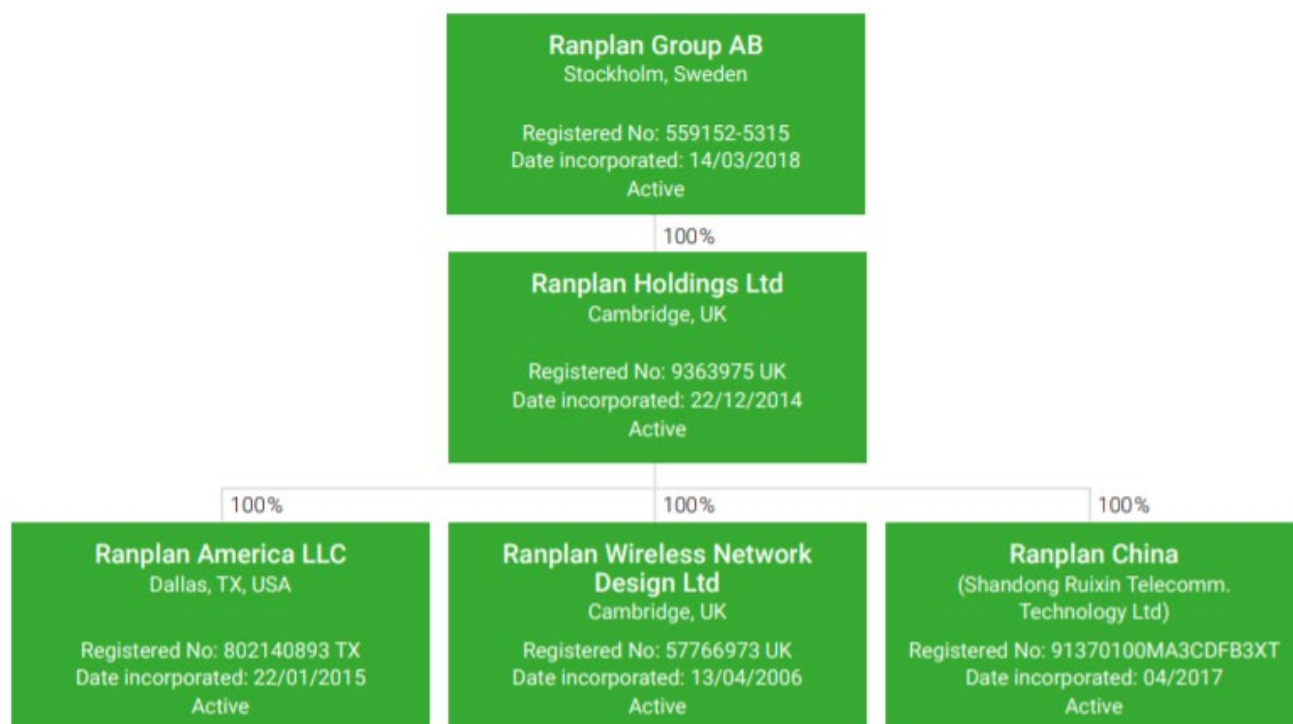 Ranplan Group AB
Stockholm, Sweden
Registered No: 559152-5315
Date incorporated: 14/03/2018
Active
100%
Ranplan Holdings Ltd
Cambridge, UK
Registered No: 9363975 UK
Date incorporated: 22/12/2014
Active
100%
Ranplan America LLC
Dallas, TX, USA
Registered No: 802140893 TX
Date incorporated: 22/01/2015
Active
100%
Ranplan Wireless Network
Design Ltd
Cambridge, UK
Registered No: 57766973 UK
Date incorporated: 13/04/2006
Active
100%
Ranplan China
(Shandong Ruixin Telecomm.
Technology Ltd)
Registered No: 91370100MA3CDFB3XT
Date incorporated: 04/2017
Active